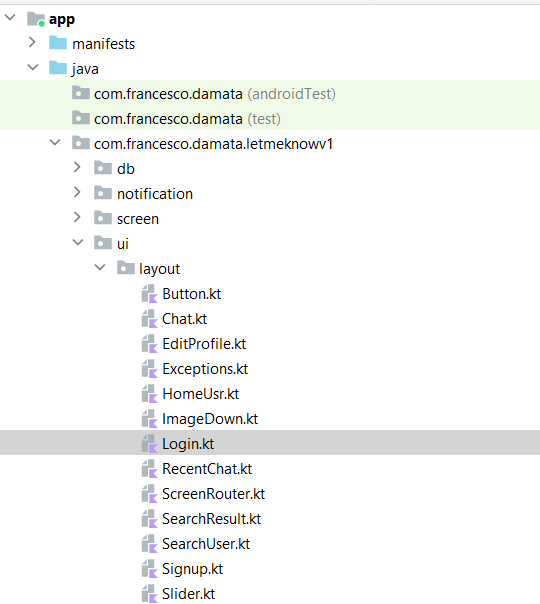 app
manifests
java
com.francesco.damata (androidTest)
com.francesco.damata (test)
com.francesco.damata.letmeknowv1
db
notification
screen
ui
layout
Button.kt
Chat.kt
EditProfile.kt
Exceptions.kt
HomeUsr.kt
ImageDown.kt
Login.kt
RecentChat.kt
ScreenRouter.kt
SearchResult.kt
SearchUser.kt
Signup.kt
Slider.kt